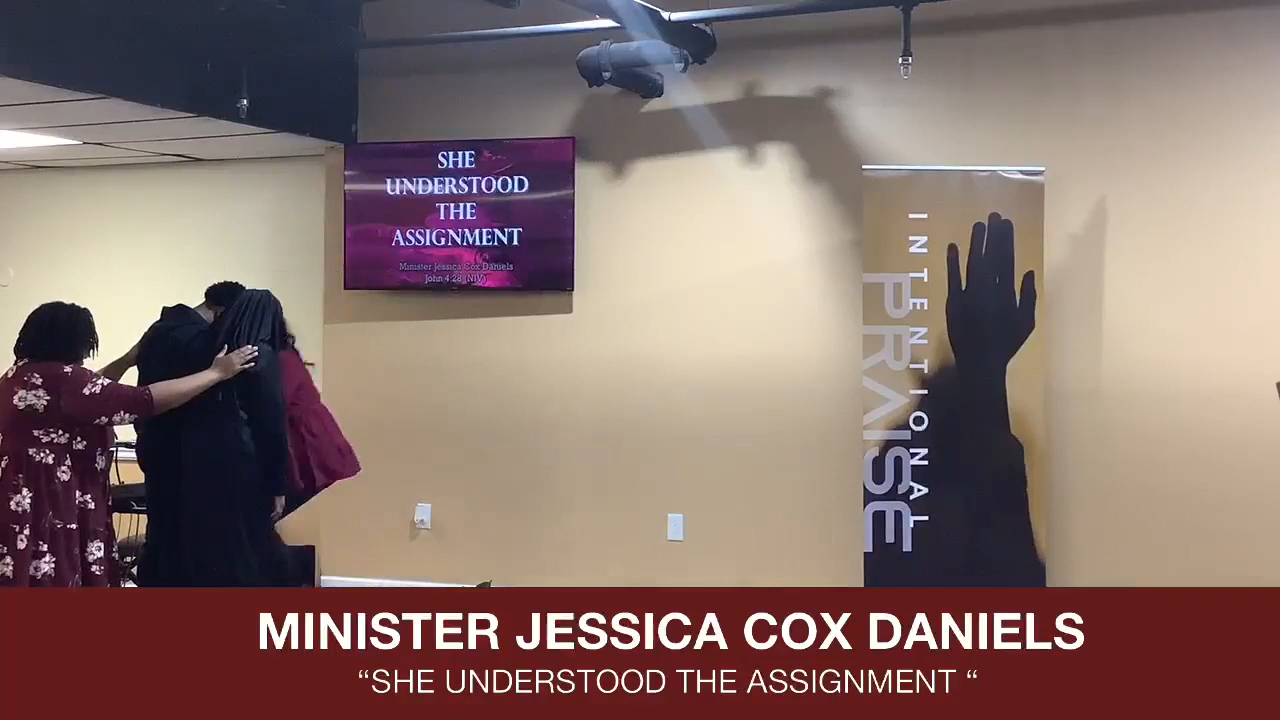 SHE
UNDERSTOOD
THE
ASSIGNMENT
Minister Jessica Cox Daniels
John 4:28 (NIV)
INTENTIONAL
PRAISE
MINISTER JESSICA COX DANIELS
“SHE UNDERSTOOD THE ASSIGNMENT “